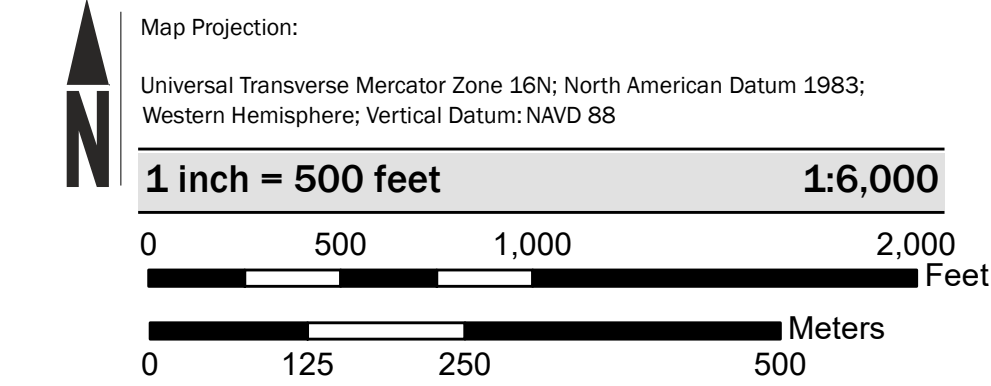 N
Map Projection:
Universal Transverse Mercator Zone 16N; North American Datum 1983;
Western Hemisphere; Vertical Datum: NAVD 88
1 inch = 500 feet 1:6,000
0 500 1,000 2,000
Feet
Meters
0 125 250 500